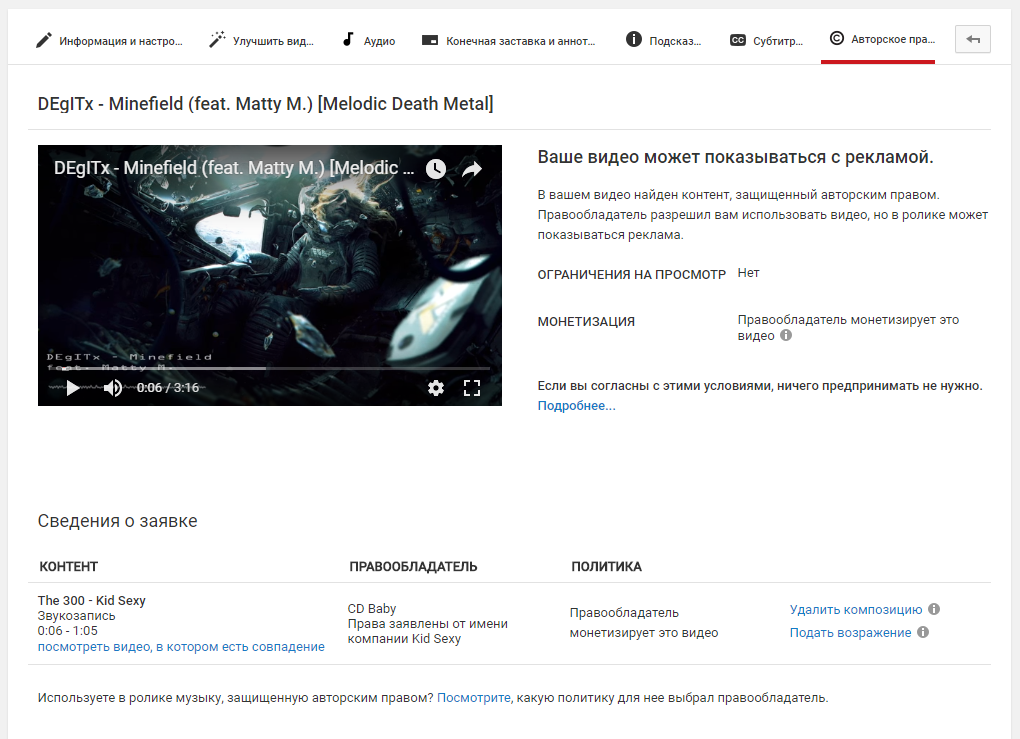 Информация и настро...
Улучшить вид...
Аудио
Конечная заставка и аннот...
Подсказ...
CC
Субтитр...
Авторское пра...
DEgITx - Minefield (feat. Matty M.) [Melodic Death Metal]
DEgITx - Minefield (feat. Matty M.) [Melodic ...
DEgITx - Minefield
feat. Matty M.
0:06 / 3:16
Ваше видео может показываться с рекламой.
В вашем видео найден контент, защищенный авторским правом.
Правообладатель разрешил вам использовать видео, но в ролике может
показываться реклама.
ОГРАНИЧЕНИЯ НА ПРОСМОТР Нет
МОНЕТИЗАЦИЯ Правообладатель монетизирует это
видео
Если вы согласны с этими условиями, ничего предпринимать не нужно.
Подробнее...
Сведения о заявке
КОНТЕНТ ПРАВООБЛАДАТЕЛЬ ПОЛИТИКА
The 300 - Kid Sexy
Звукозапись
0:06 - 1:05
посмотреть видео, в котором есть совпадение
CD Baby
Права заявлены от имени
компании Kid Sexy
Правообладатель
монетизирует это видео
Удалить композицию
Подать возражение
Используете в ролике музыку, защищенную авторским правом? Посмотрите, какую политику для нее выбрал правообладатель.